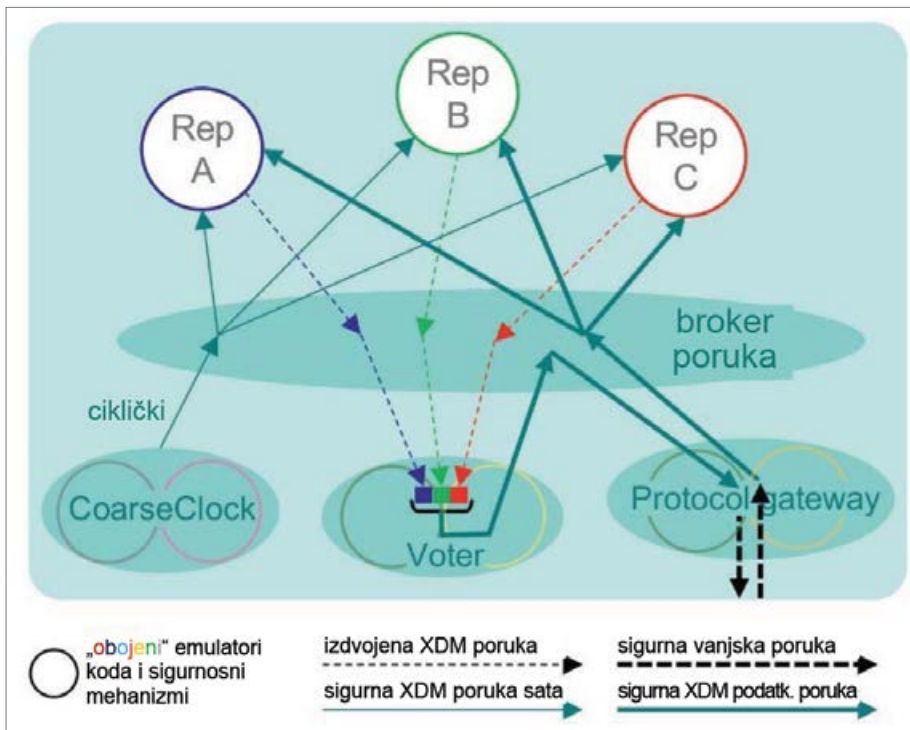 Rep
A
Rep
B
Rep
C
broker
poruka
ciklički
CoarseClock
Voter
Protocol gateway
„obojeni“ emulatori
koda i sigurnosni
mehanizmi
izdvojena XDM poruka
sigurna XDM poruka sata
sigurna vanjska poruka
sigurna XDM podatk. poruka